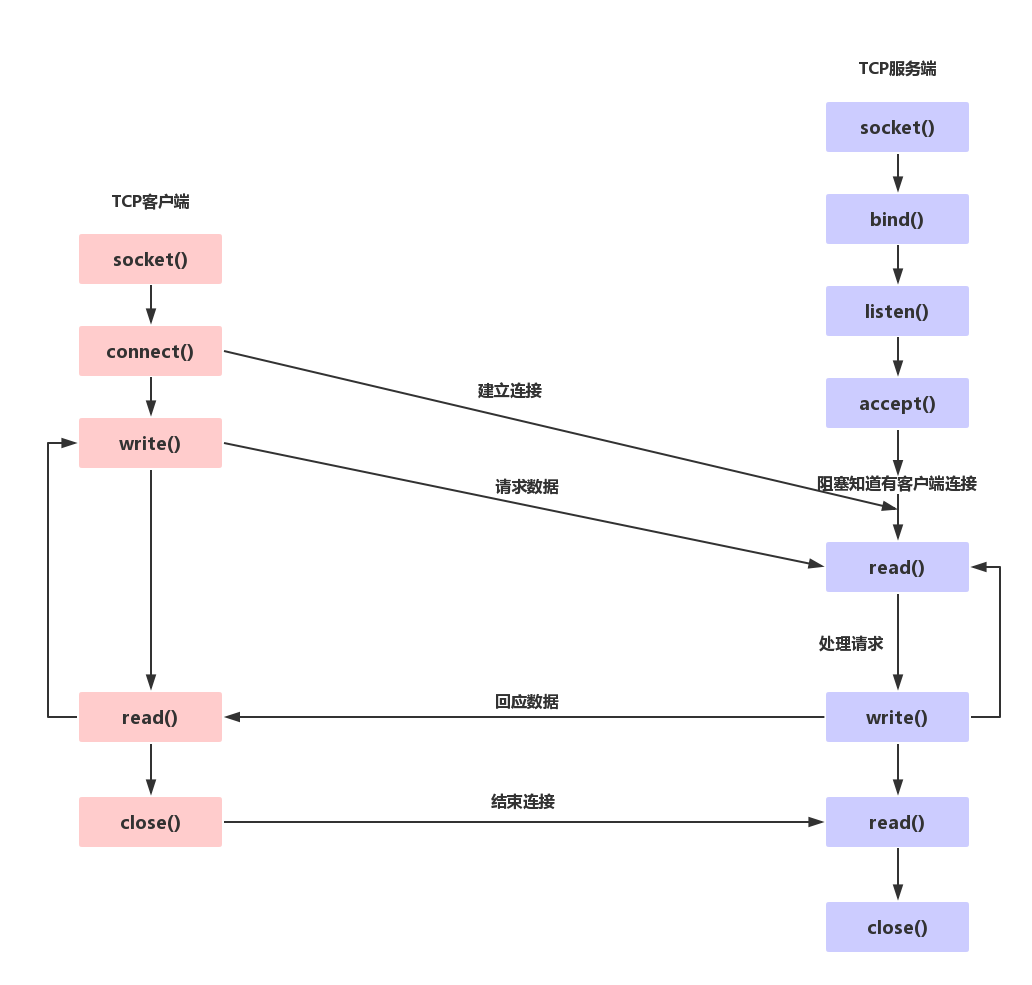 TCP服务端
socket()
bind()
TCP客户端
socket()
listen()
connect()
建立连接
accept()
write()
请求数据
阻塞知道有客户端连接
read()
处理请求
read()
回应数据
write()
close()
结束连接
read()
close()